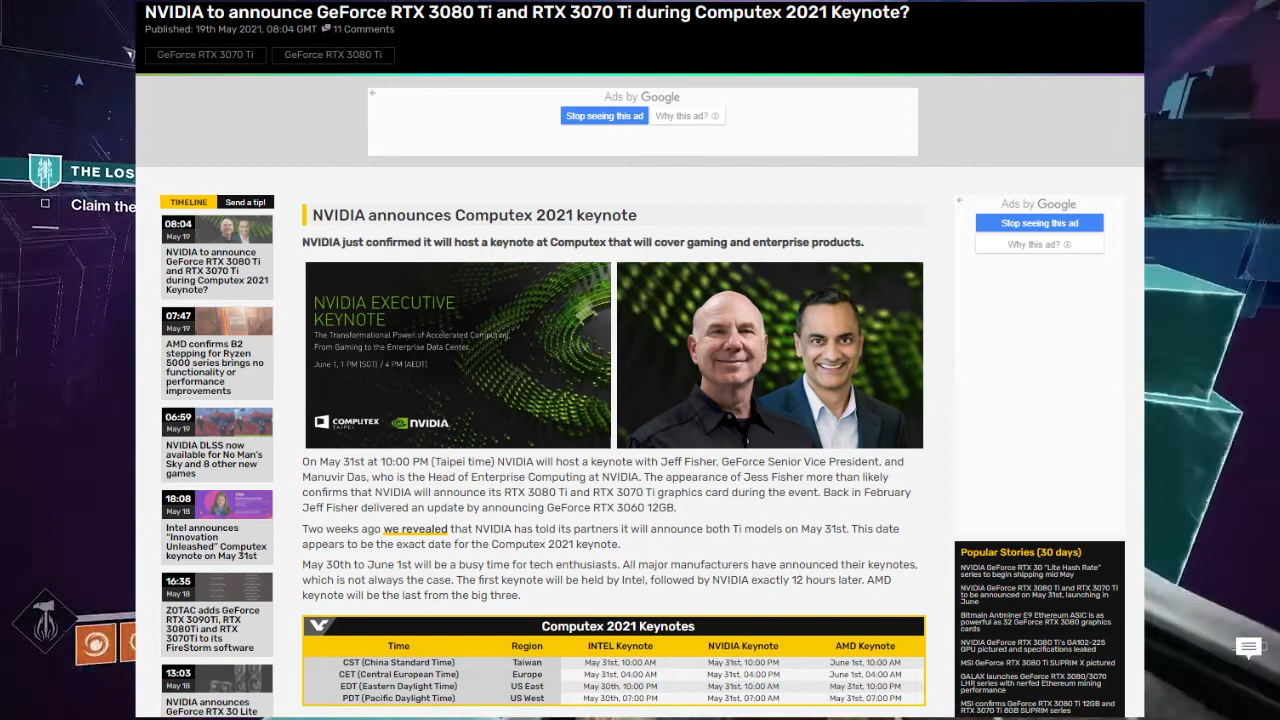 NVIDIA to announce GeForce RTX 3080 Ti and RTX 3070 Ti during Computex 2021 Keynote?
Published: 19th May 2021, 08:04 GMT 11 Comments
GeForce RTX 3070 Ti
GeForce RTX 3080 Ti
Ads by Google
Stop seeing this ad
Why this ad?
THE LOS
Claim the
TIMELINE
Send a tip!
08:04
May 19
NVIDIA to announce
GeForce RTX 3080 Ti
and RTX 3070 Ti
during Computex 2021
Keynote?
07:47
May 19
AMD confirms B2
stepping for Ryzen
5000 series brings no
functionality or
performance
improvements
06:59
May 19
NVIDIA DLSS now
available for No Man's
Sky and 8 other new
games
18:08
May 18
Intel announces
"Innovation
Unleashed" Computex
keynote on May 31st
16:35
May 18
ZOTAC adds GeForce
RTX 3090Ti, RTX
3080Ti and RTX
3070Ti to its
FireStorm software
13:03
May 18
NVIDIA announces
GeForce RTX 30 Lite
NVIDIA announces Computex 2021 keynote
NVIDIA just confirmed it will host a keynote at Computex that will cover gaming and enterprise products.
NVIDIA EXECUTIVE
KEYNOTE
The Transformational Power of Accelerated Computing,
From Gaming to the Enterprise Data Center
June 1, 1 PM (SGT) / 4 PM (AEDT)
COMPUTEX
TAIPEI
NVIDIA.
On May 31st at 10:00 PM (Taipei time) NVIDIA will host a keynote with Jeff Fisher, GeForce Senior Vice President, and
Manuvir Das, who is the Head of Enterprise Computing at NVIDIA. The appearance of Jess Fisher more than likely
confirms that NVIDIA will announce its RTX 3080 Ti and RTX 3070 Ti graphics card during the event. Back in February
Jeff Fisher delivered an update by announcing GeForce RTX 3060 12GB.
Two weeks ago we revealed that NVIDIA has told its partners it will announce both Ti models on May 31st. This date
appears to be the exact date for the Computex 2021 keynote.
May 30th to June 1st will be a busy time for tech enthusiasts. All major manufacturers have announced their keynotes,
which is not always the case. The first keynote will be held by Intel, followed by NVIDIA exactly 12 hours later. AMD
keynote will be the last from the big three.
Computex 2021 Keynotes
Time Region INTEL Keynote NVIDIA Keynote AMD Keynote
CST (China Standard Time) Taiwan May 31st, 10:00 AM May 31st, 10:00 PM June 1st, 10:00 AM
CET (Central European Time) Europe May 31st, 04:00 AM May 31st, 04:00 PM June 1st, 04:00 AM
EDT (Eastern Daylight Time) US East May 30th, 10:00 PM May 31st, 10:00 AM May 31st, 10:00 PM
PDT (Pacific Daylight Time) US West May 30th, 07:00 PM May 31st, 07:00 AM May 31st, 07:00 PM
Ads by Google
Stop seeing this ad
Why this ad?
Popular Stories (30 days)
NVIDIA GeForce RTX 30 "Lite Hash Rate"
series to begin shipping mid May
NVIDIA GeForce RTX 3080 Ti and RTX 3070 Ti
to be announced on May 31st, launching in
June
Bitmain Antminer E9 Ethereum ASIC is as
powerful as 32 GeForce RTX 3080 graphics
cards
NVIDIA GeForce RTX 3080 Ti's GA102-225
GPU pictured and specifications leaked
MSI GeForce RTX 3080 Ti SUPRIM X pictured
GALAX launches GeForce RTX 3080/3070
LHR series with nerfed Ethereum mining
performance
MSI confirms GeForce RTX 3080 Ti 12GB and
RTX 3070 Ti 8GB SUPRIM series